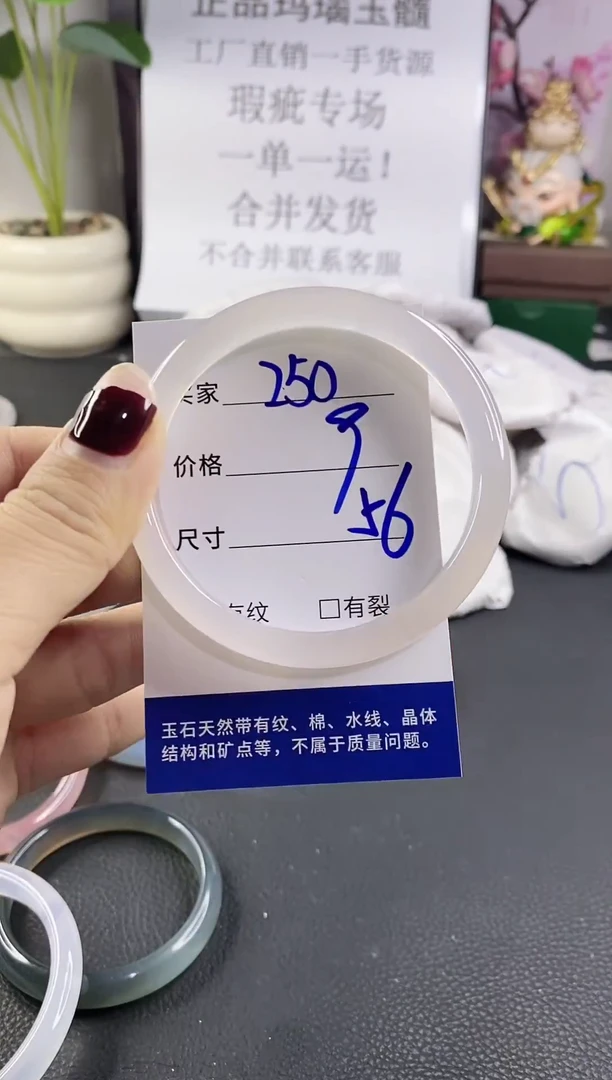 正品玛瑙玉髓
工厂直销一手货源
瑕疵专场
一单一运!
合并发货
不合并联系客服
家 250
价格 9
尺寸 56
纹 □有裂
玉石天然带有纹、棉、水线、晶体
结构和矿点等，不属于质量问题。